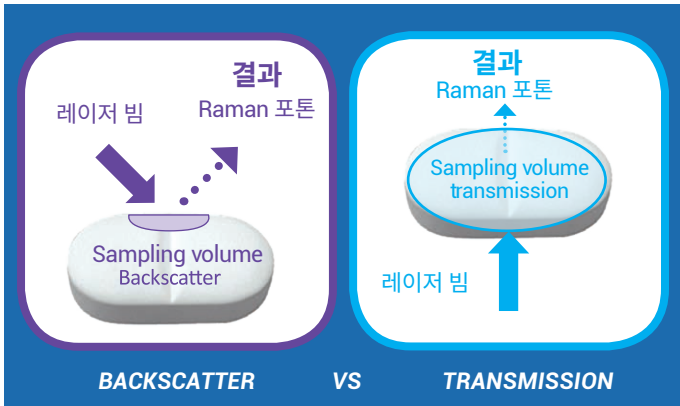 결과
Raman 포톤
레이저 빔
Sampling volume
Backscatter
결과
Raman 포톤
Sampling volume
transmission
레이저 빔
BACKSCATTER VS TRANSMISSION